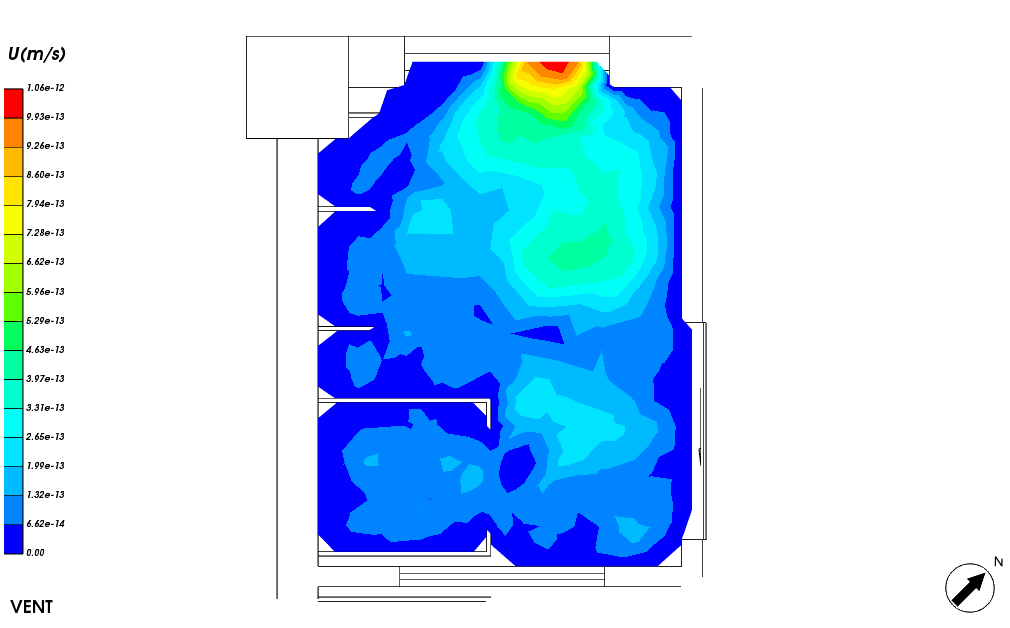 U(m/s)
1.06e-12
9.93e-13
9.26e-13
8.60e-13
7.94e-13
7.28e-13
6.62e-13
5.96e-13
5.29e-13
4.63e-13
3.97e-13
3.31e-13
2.65e-13
1.99e-13
1.32e-13
6.62e-14
0.00
N
VENT